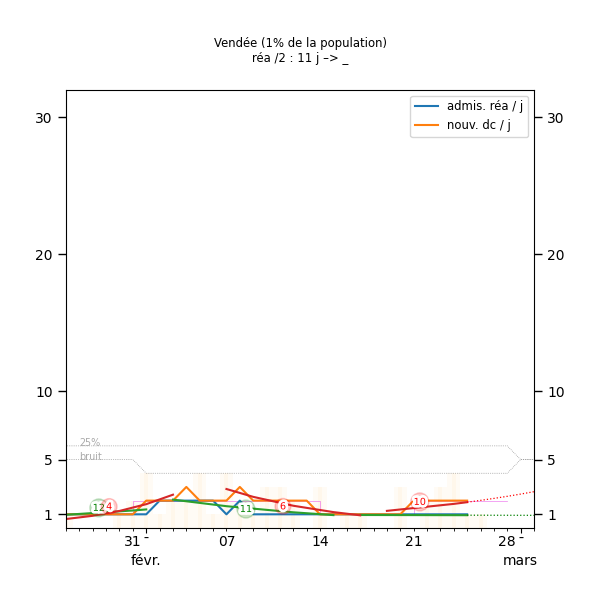 Vendée (1% de la population)
réa /2 : 11 j –> _
admis. réa / j
nouv. dc / j
30 30
20 20
10 10
25%
bruit
5 5
12 4 11 6 10
1 1
31 - 07 14 21 28 -
févr. mars